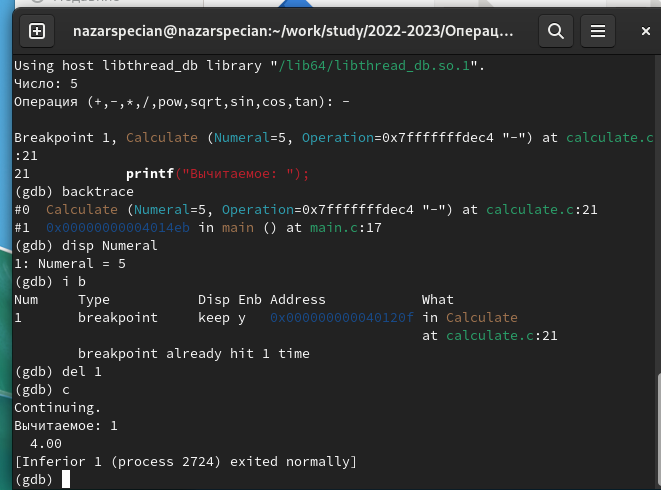 nazarspecian@nazarspecian:~/work/study/2022-2023/Операц...
Using host libthread_db library "/lib64/libthread_db.so.1".
Число: 5
Операция (+,-,*,/,pow,sqrt,sin,cos,tan): -
Breakpoint 1, Calculate (Numeral=5, Operation=0x7fffffffdec4 "-") at calculate.c
:21
21 printf("Вычитаемое: ");
(gdb) backtrace
#0 Calculate (Numeral=5, Operation=0x7fffffffdec4 "-") at calculate.c:21
#1 0x00000000004014eb in main () at main.c:17
(gdb) disp Numeral
1: Numeral = 5
(gdb) i b
Num Type Disp Enb Address What
1 breakpoint keep y 0x000000000040120f in Calculate
at calculate.c:21
breakpoint already hit 1 time
(gdb) del 1
(gdb) c
Continuing.
Вычитаемое: 1
4.00
[Inferior 1 (process 2724) exited normally]
(gdb)